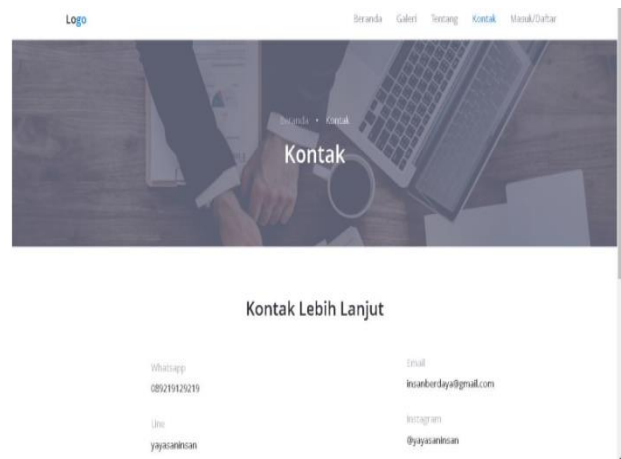 Logo
Beranda Galeri Tentang Kontak Masuk/Daftar
Beranda • Kontak
Kontak
Kontak Lebih Lanjut
Whatsapp
089219129219
Email
insanberdaya@gmail.com
Line
yayasaninsan
Instagram
@yayasaninsan